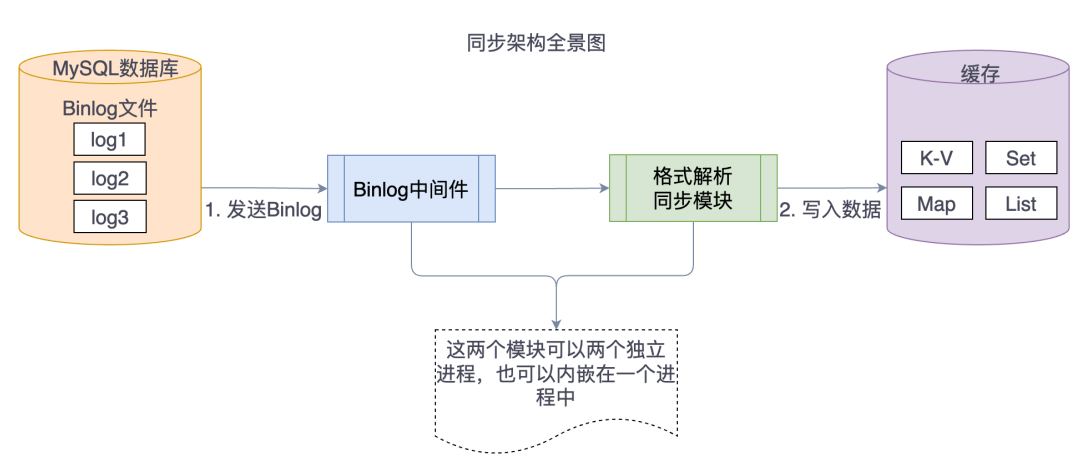 同步架构全景图
MySQL数据库
Binlog文件
log1
log2
log3
1. 发送Binlog
Binlog中间件
格式解析
同步模块
2. 写入数据
缓存
K-V
Set
Map
List
这两个模块可以两个独立
进程，也可以内嵌在一个进
程中